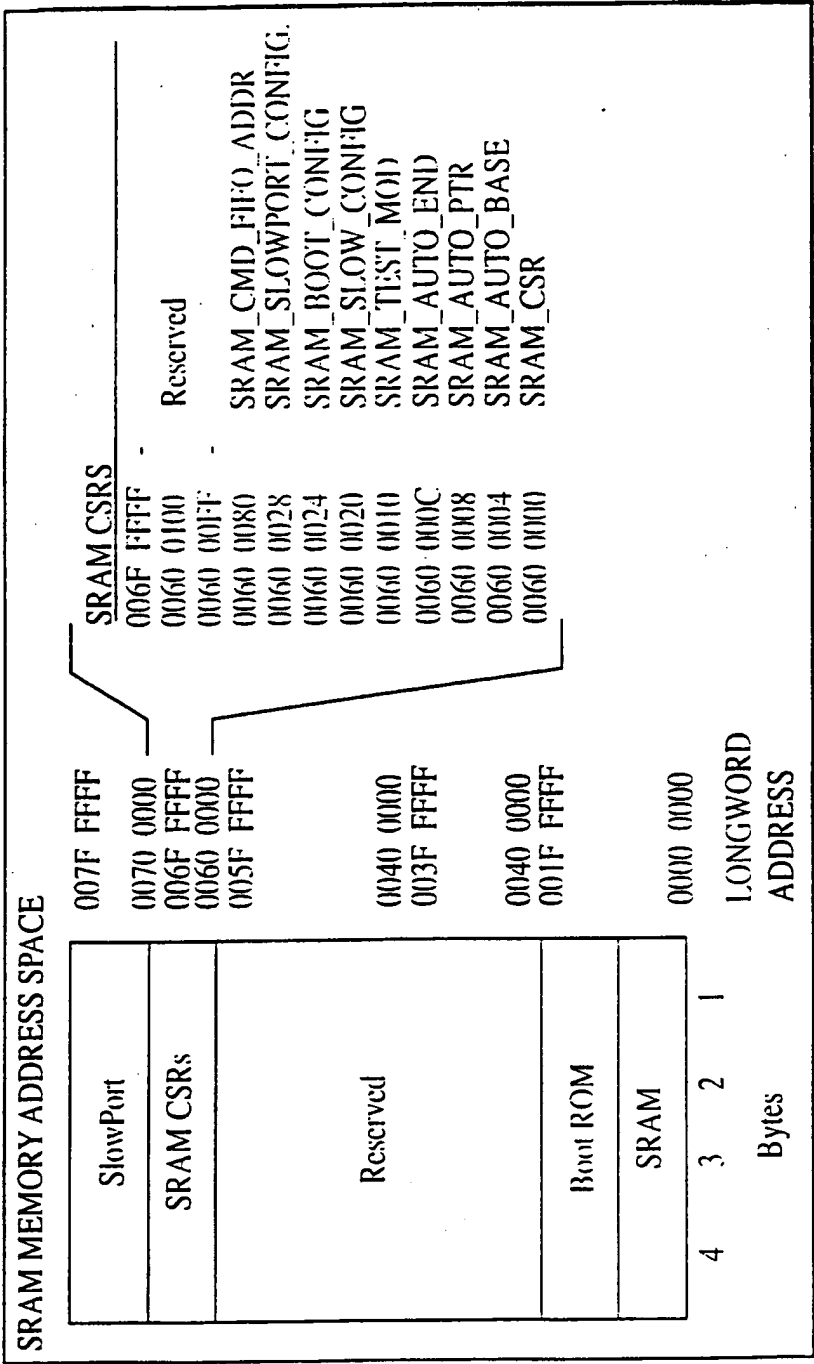 SRAM MEMORY ADDRESS SPACE
SlowPort
SRAM CSRs
Reserved
Boot ROM
SRAM
4 3 2 1
Bytes
007F FFFF
0070 0000
006F FFFF
0060 0000
005F FFFF
0040 0000
003F FFFF
0040 0000
001F FFFF
0000 0000
LONGWORD
ADDRESS
SRAM CSRS
006F FFFF -
0060 0100 Reserved
0060 00FF -
0060 0080 SRAM_CMD_FIFO_ADDR
0060 0028 SRAM_SLOWPORT_CONFIG.
0060 0024 SRAM_BOOT_CONFIG
0060 0020 SRAM_SLOW_CONFIG
0060 0010 SRAM_TEST_MOD
0060 000C SRAM_AUTO_END
0060 0008 SRAM_AUTO_PTR
0060 0004 SRAM_AUTO_BASE
0060 0000 SRAM_CSR